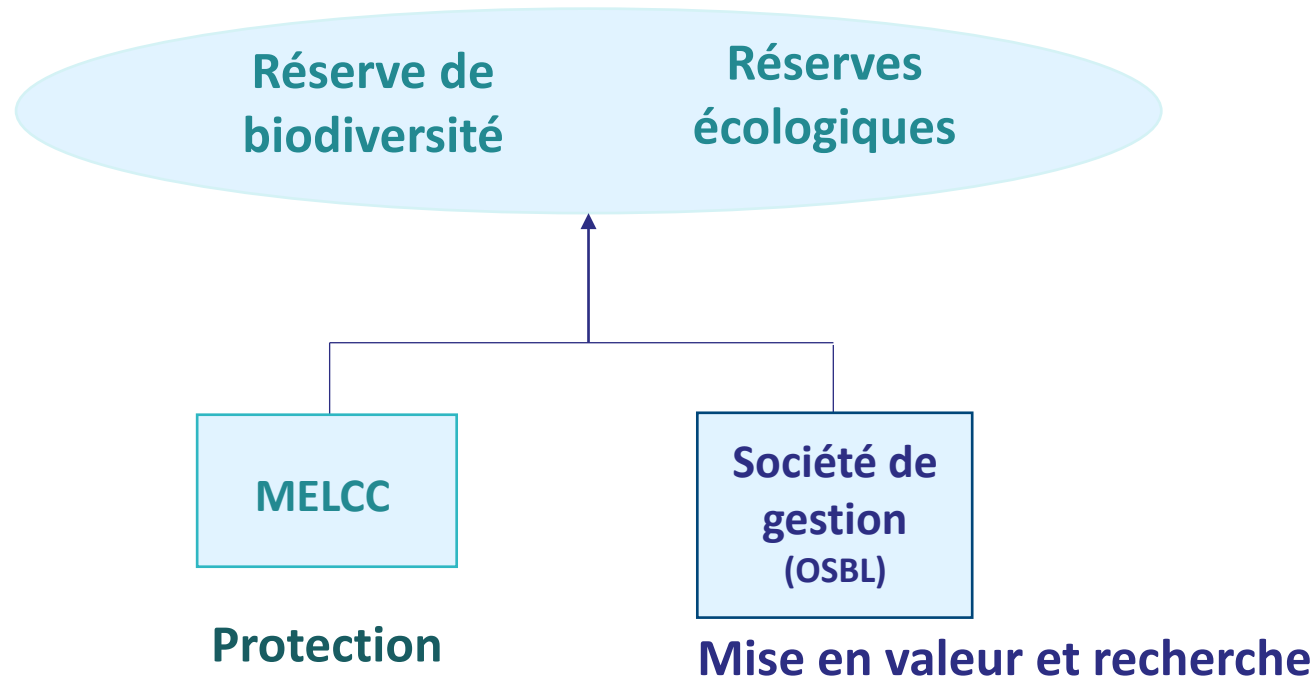 Réserve de
biodiversité
Réserves
écologiques
MELCC
Société de
gestion
(OSBL)
Protection
Mise en valeur et recherche